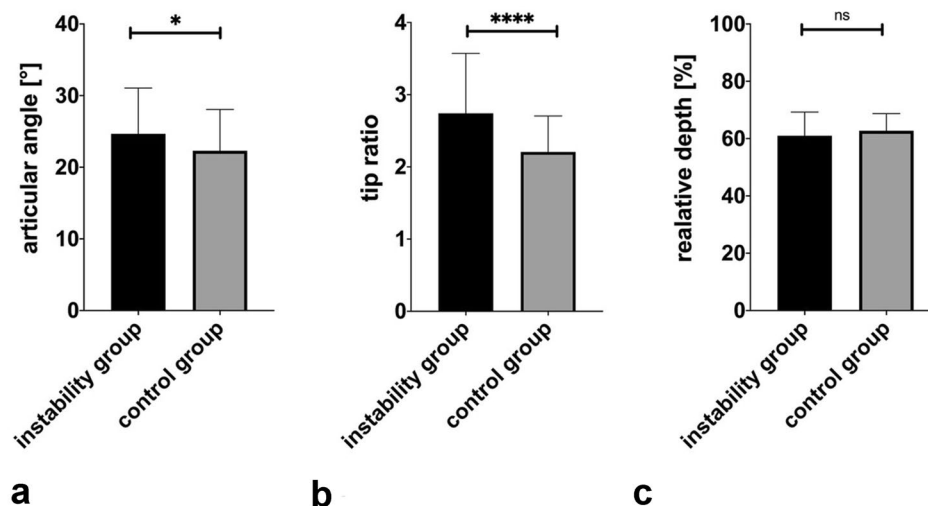 articular angle [°]
40
30
20
10
0
*
instability group
control group
a
tip ratio
4
3
2
1
0
****
instability group
control group
b
realative depth [%]
100
80
60
40
20
0
ns
instability group
control group
c